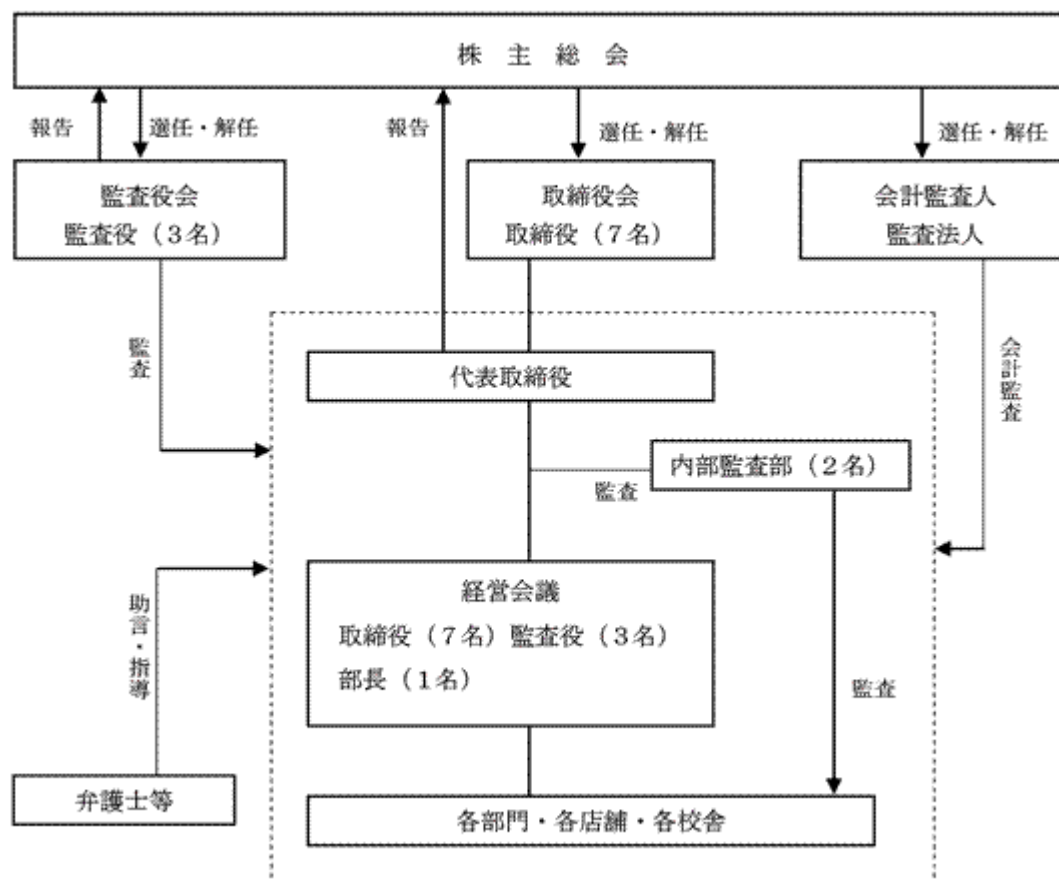 株主総会
報告
選任・解任
報告
選任・解任
選任・解任
監査役会
監査役（３名）
取締役会
取締役（７名）
会計監査人
監査法人
監査
会計監査
代表取締役
内部監査部（２名）
監査
経営会議
取締役（７名）監査役（３名）
部長（１名）
助言・指導
監査
弁護士等
各部門・各店舗・各校舎